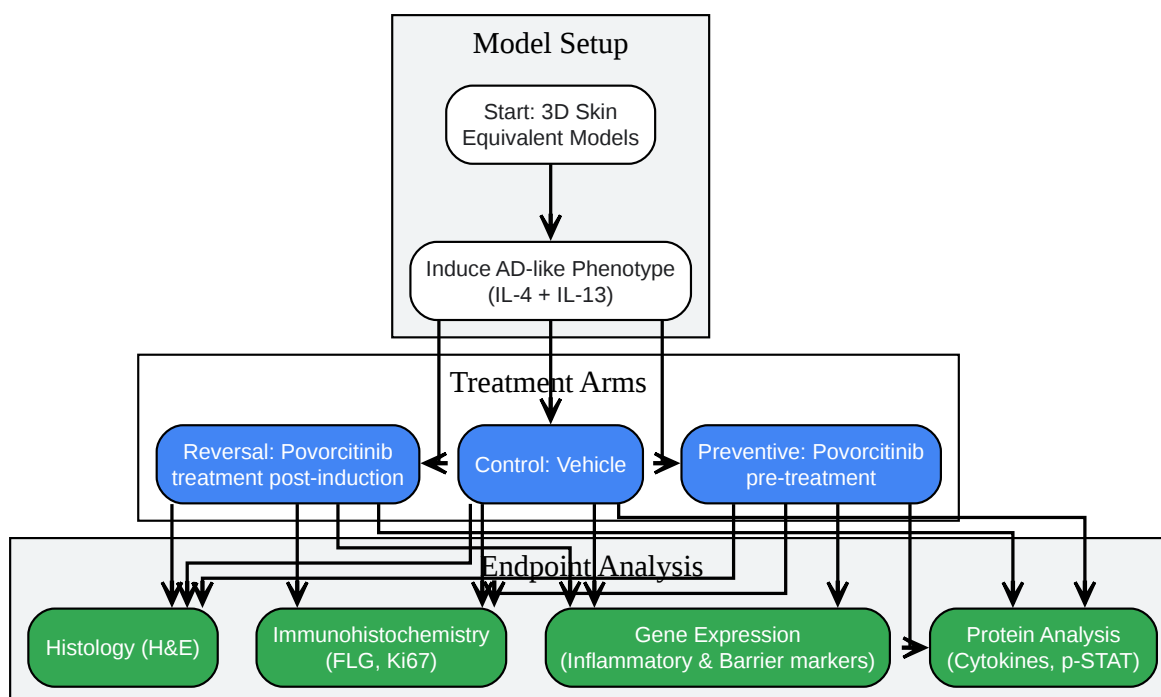 Model Setup
Start: 3D Skin
Equivalent Models
Induce AD-like Phenotype
(IL-4 + IL-13)
Treatment Arms
Reversal: Povorcitinib
treatment post-induction
Control: Vehicle
Preventive: Povorcitinib
pre-treatment
Endpoint Analysis
Histology (H&E)
Immunohistochemistry
(FLG, Ki67)
Gene Expression
(Inflammatory & Barrier markers)
Protein Analysis
(Cytokines, p-STAT)